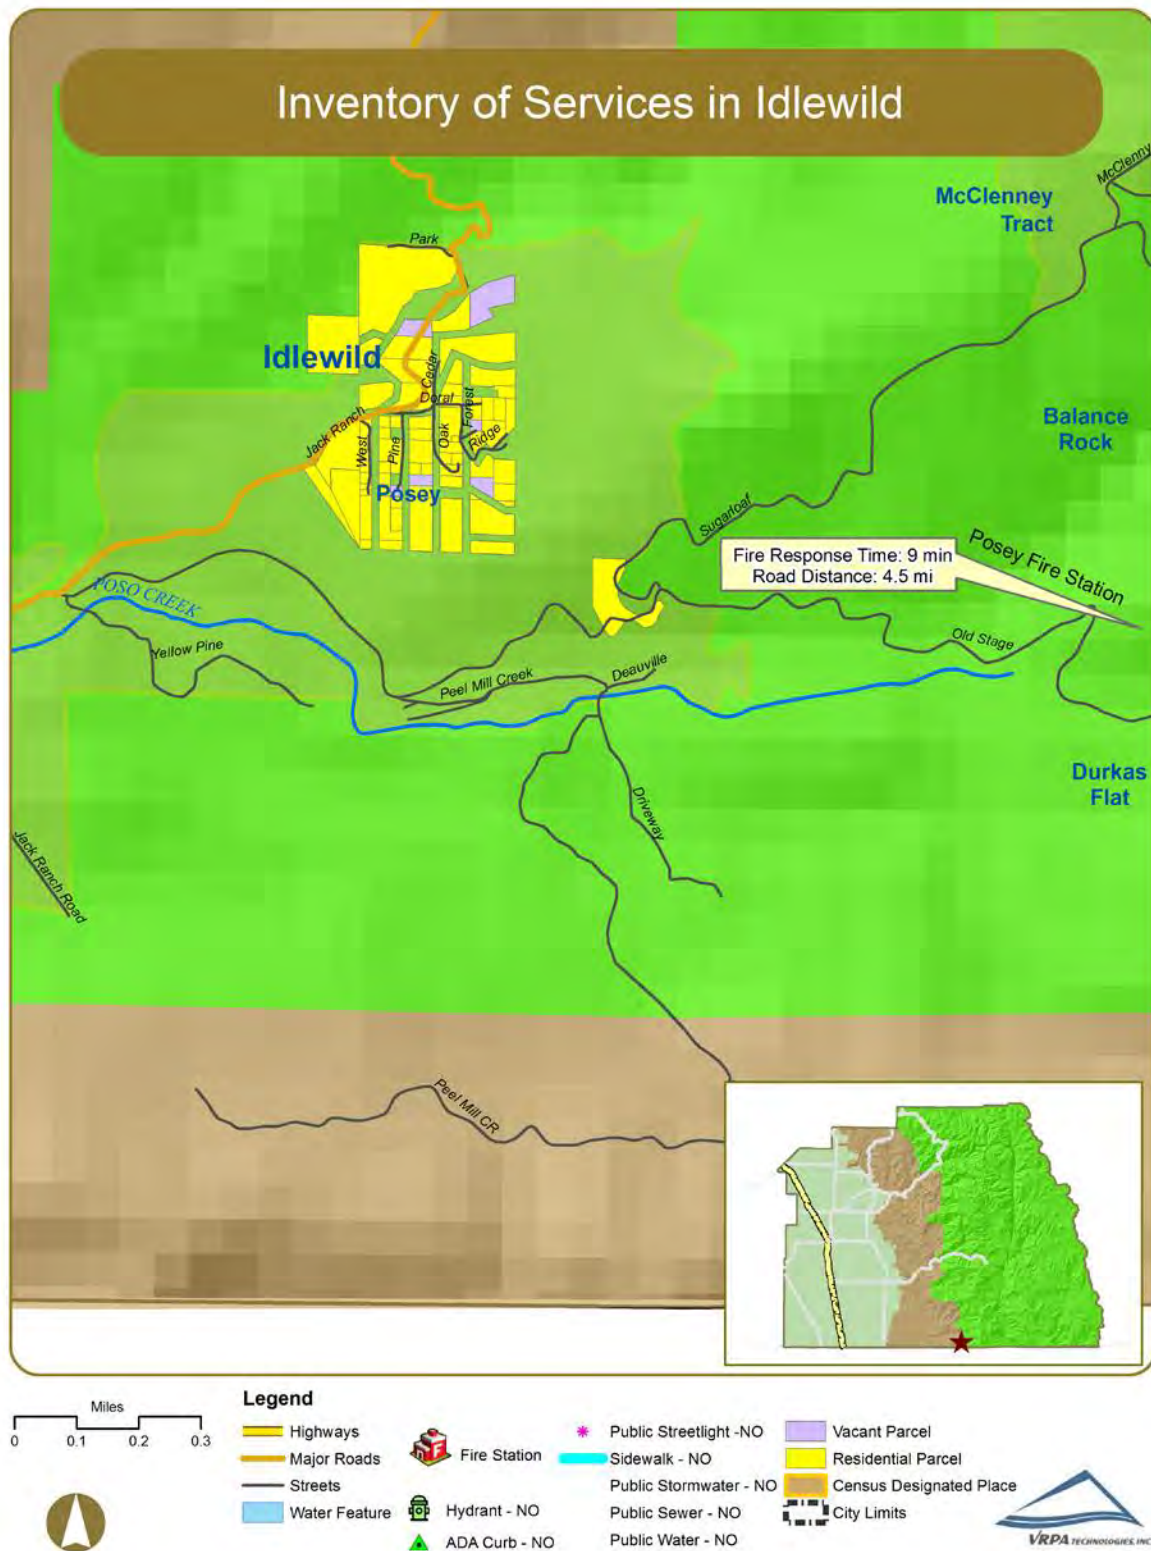 Inventory of Services in Idlewild
McClenny
McClenney
Tract
Park
Idlewild
Cedar
Doral
Forest
Jack Ranch
West
Pine
Oak
Ridge
Posey
Balance
Rock
Sugarloaf
Posey Fire Station
Fire Response Time: 9 min
Road Distance: 4.5 mi
POSO CREEK
Yellow Pine
Old Stage
Peel Mill Creek
Deauville
Durkas
Flat
Driveway
Jack Ranch Road
Peel Mill CR
Miles
0 0.1 0.2 0.3
Legend
Highways
Major Roads
Streets
Water Feature
Fire Station
Hydrant - NO
ADA Curb - NO
Public Streetlight -NO
Sidewalk - NO
Public Stormwater - NO
Public Sewer - NO
Public Water - NO
Vacant Parcel
Residential Parcel
Census Designated Place
City Limits
VRPA TECHNOLOGIES, INC